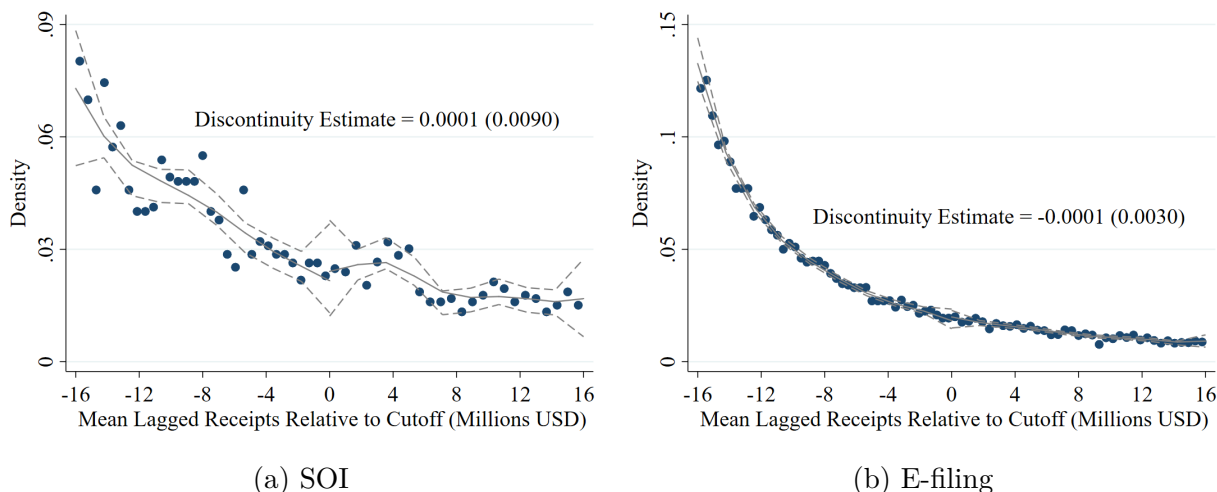 .09
.06
.03
0
Density
Discontinuity Estimate = 0.0001 (0.0090)
-16 -12 -8 -4 0 4 8 12 16
Mean Lagged Receipts Relative to Cutoff (Millions USD)
(a) SOI
.15
.1
.05
0
Density
Discontinuity Estimate = -0.0001 (0.0030)
-16 -12 -8 -4 0 4 8 12 16
Mean Lagged Receipts Relative to Cutoff (Millions USD)
(b) E-filing